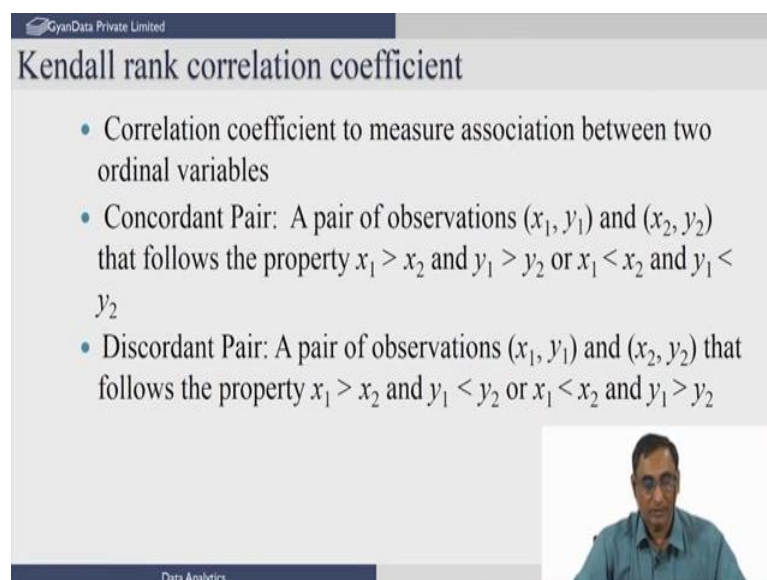 GyanData Private Limited
Kendall rank correlation coefficient
• Correlation coefficient to measure association between two
ordinal variables
• Concordant Pair: A pair of observations (x₁, y₁) and (x₂, y₂)
that follows the property x₁ > x₂ and y₁ > y₂ or x₁ < x₂ and y₁ <
y₂
• Discordant Pair: A pair of observations (x₁, y₁) and (x₂, y₂) that
follows the property x₁ > x₂ and y₁ < y₂ or x₁ < x₂ and y₁ > y₂
Data Analytics